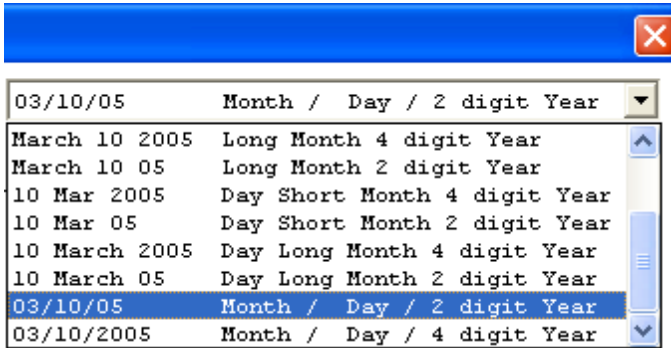 03/10/05 Month / Day / 2 digit Year
March 10 2005 Long Month 4 digit Year
March 10 05 Long Month 2 digit Year
10 Mar 2005 Day Short Month 4 digit Year
10 Mar 05 Day Short Month 2 digit Year
10 March 2005 Day Long Month 4 digit Year
10 March 05 Day Long Month 2 digit Year
03/10/05 Month / Day / 2 digit Year
03/10/2005 Month / Day / 4 digit Year